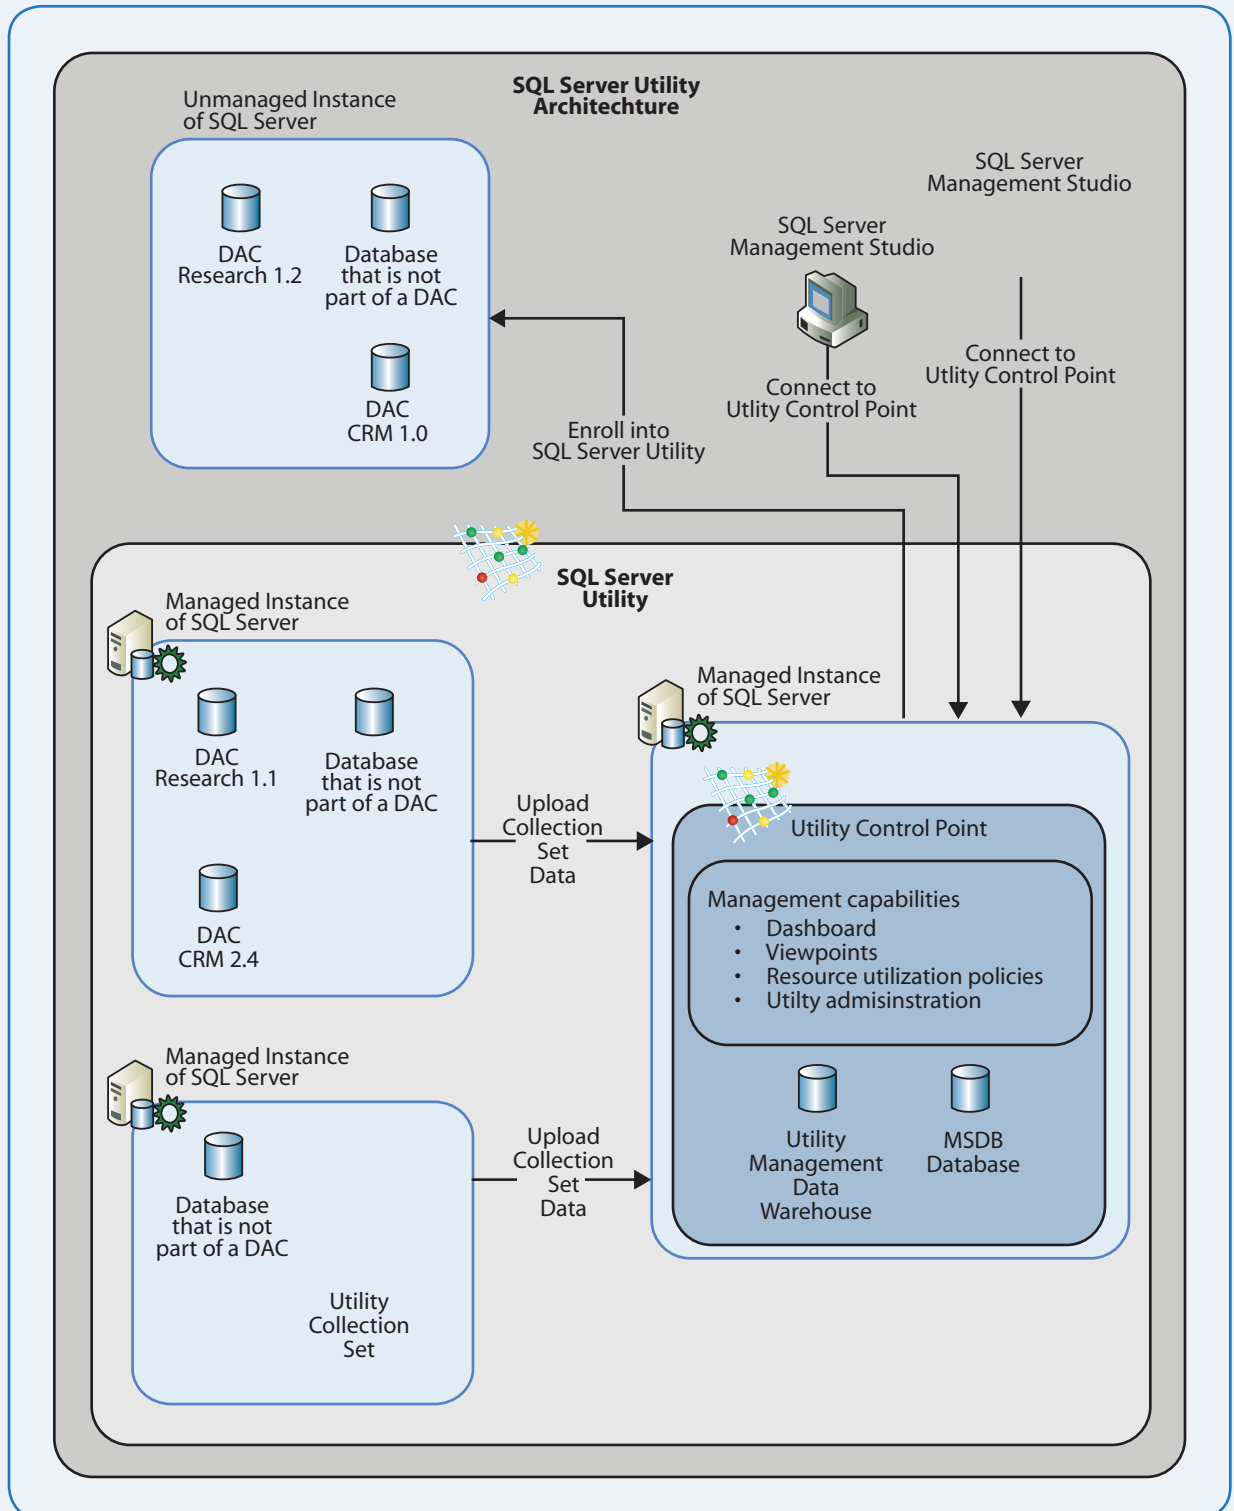 SQL Server Utility
Architechture
Unmanaged Instance
of SQL Server
DAC
Research 1.2
Database
that is not
part of a DAC
DAC
CRM 1.0
SQL Server
Management Studio
SQL Server
Management Studio
Connect to
Utlity Control Point
Connect to
Utlity Control Point
Enroll into
SQL Server Utility
SQL Server
Utility
Managed Instance
of SQL Server
DAC
Research 1.1
Database
that is not
part of a DAC
DAC
CRM 2.4
Upload
Collection
Set
Data
Managed Instance
of SQL Server
Utility Control Point
Management capabilities
• Dashboard
• Viewpoints
• Resource utilization policies
• Utilty admisinstration
Utility
Management
Data
Warehouse
MSDB
Database
Managed Instance
of SQL Server
Database
that is not
part of a DAC
Utility
Collection
Set
Upload
Collection
Set
Data